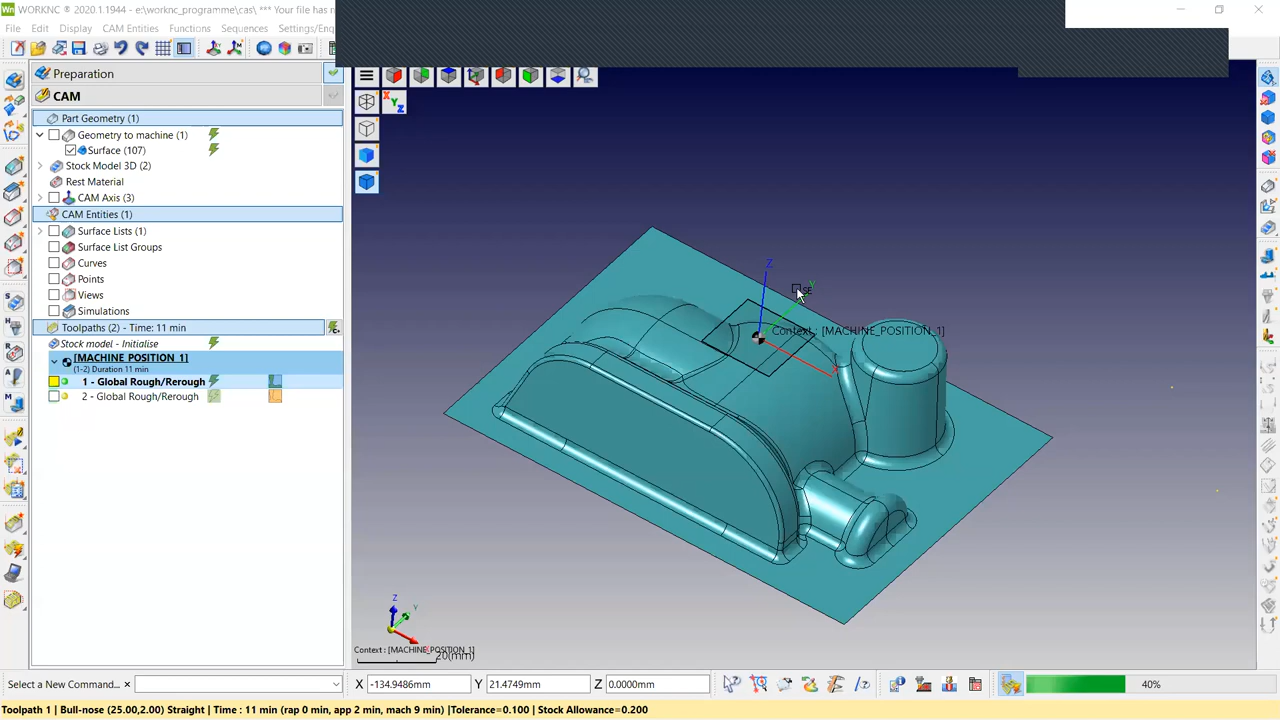 WORKNC ® 2020.1.1944 - e:\worknc_programme\cas\ *** Your file has n
File Edit Display CAM Entities Functions Sequences Settings/Enq
Preparation
CAM
Part Geometry (1)
Geometry to machine (1)
Surface (107)
Stock Model 3D (2)
Rest Material
CAM Axis (3)
CAM Entities (1)
Surface Lists (1)
Surface List Groups
Curves
Points
Views
Simulations
Toolpaths (2) - Time: 11 min
Stock model - Initialise
[MACHINE_POSITION_1]
(1-2) Duration 11 min
1 - Global Rough/Rerough
2 - Global Rough/Rerough
X
Y
Z
Z
Y
X
Context : [MACHINE_POSITION_1]
Z
Y
Context : [MACHINE_POSITION_1]
20(mm)
Select a New Command... × X -134.9486mm Y 21.4749mm Z 0.0000mm 40%
Toolpath 1 | Bull-nose (25.00,2.00) Straight | Time : 11 min (rap 0 min, app 2 min, mach 9 min) |Tolerance=0.100 | Stock Allowance=0.200